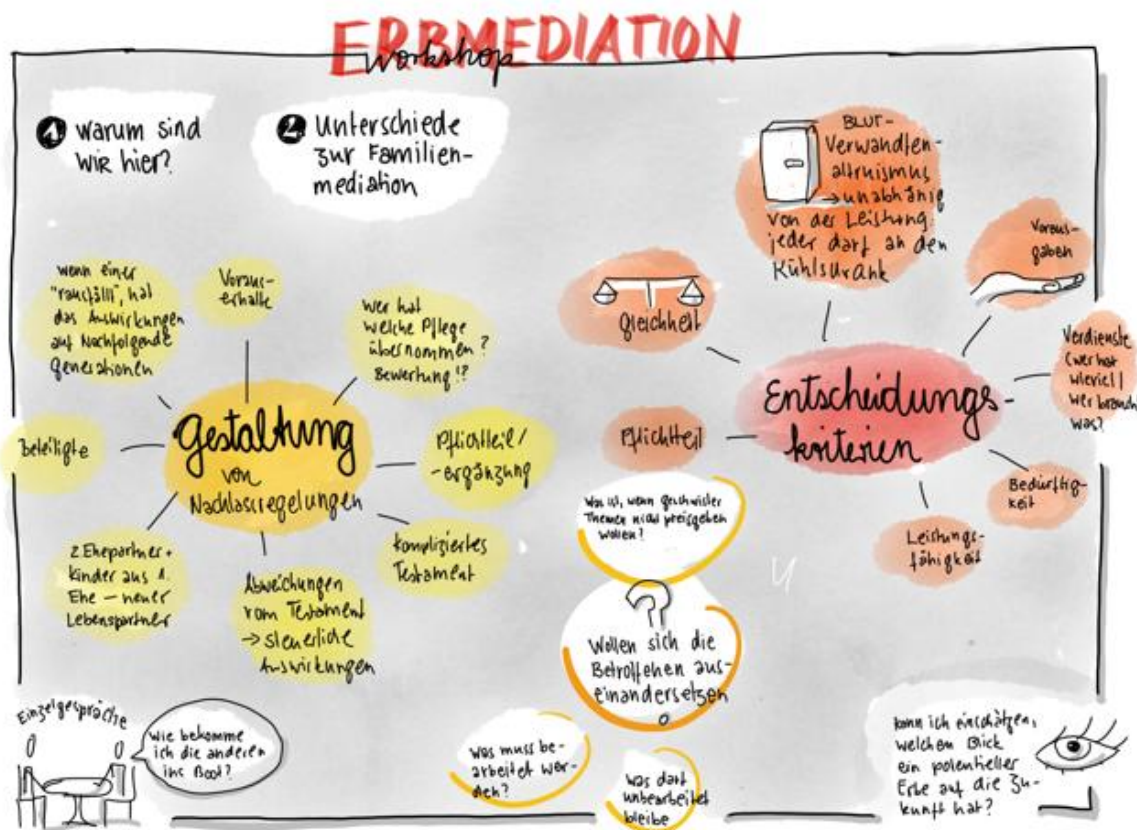 ERBMEDIATION
workshop
1. Warum sind
wir hier?
2. Unterschiede
zur Familien-
mediation
wenn einer
"rausfällt", hat
das Auswirkungen
auf Nachfolgende
Generationen
Voraus-
erhalte
Wer hat
welche Pflege
übernommen?
Bewertung!?
Beteiligte
Gestaltung
von
Nachlassregelungen
Pflichtteil/
-ergänzung
2 Ehepartner +
Kinder aus 1.
Ehe – neuer
Lebenspartner
Abweichungen
vom Testament
→ steuerliche
Auswirkungen
kompliziertes
Testament
BLUT-
Verwandten-
altruismus
→ unabhängig
von der Leistung
jeder darf an den
Kühlsurank
Voraus-
gaben
Gleichheit
Verdienste
(wer hat
wieviel /
wer brauch
was?
Entscheidungs-
kriterien
Pflichtteil
Bedürftig-
keit
Leistungs-
fähigkeit
Was ist, wenn Geschwister
Themen nicht preisgeben
wollen?
?
Wollen sich die
Betroffenen aus-
einandersetzen
Was muss be-
arbeitet wer-
den?
Was darf
unbearbeitet
bleibe
Einzelgespräche
Wie bekomme
ich die anderen
ins Boot?
kann ich einschätzen,
welchen Blick
ein potentieller
Erbe auf die Zu-
kunft hat?